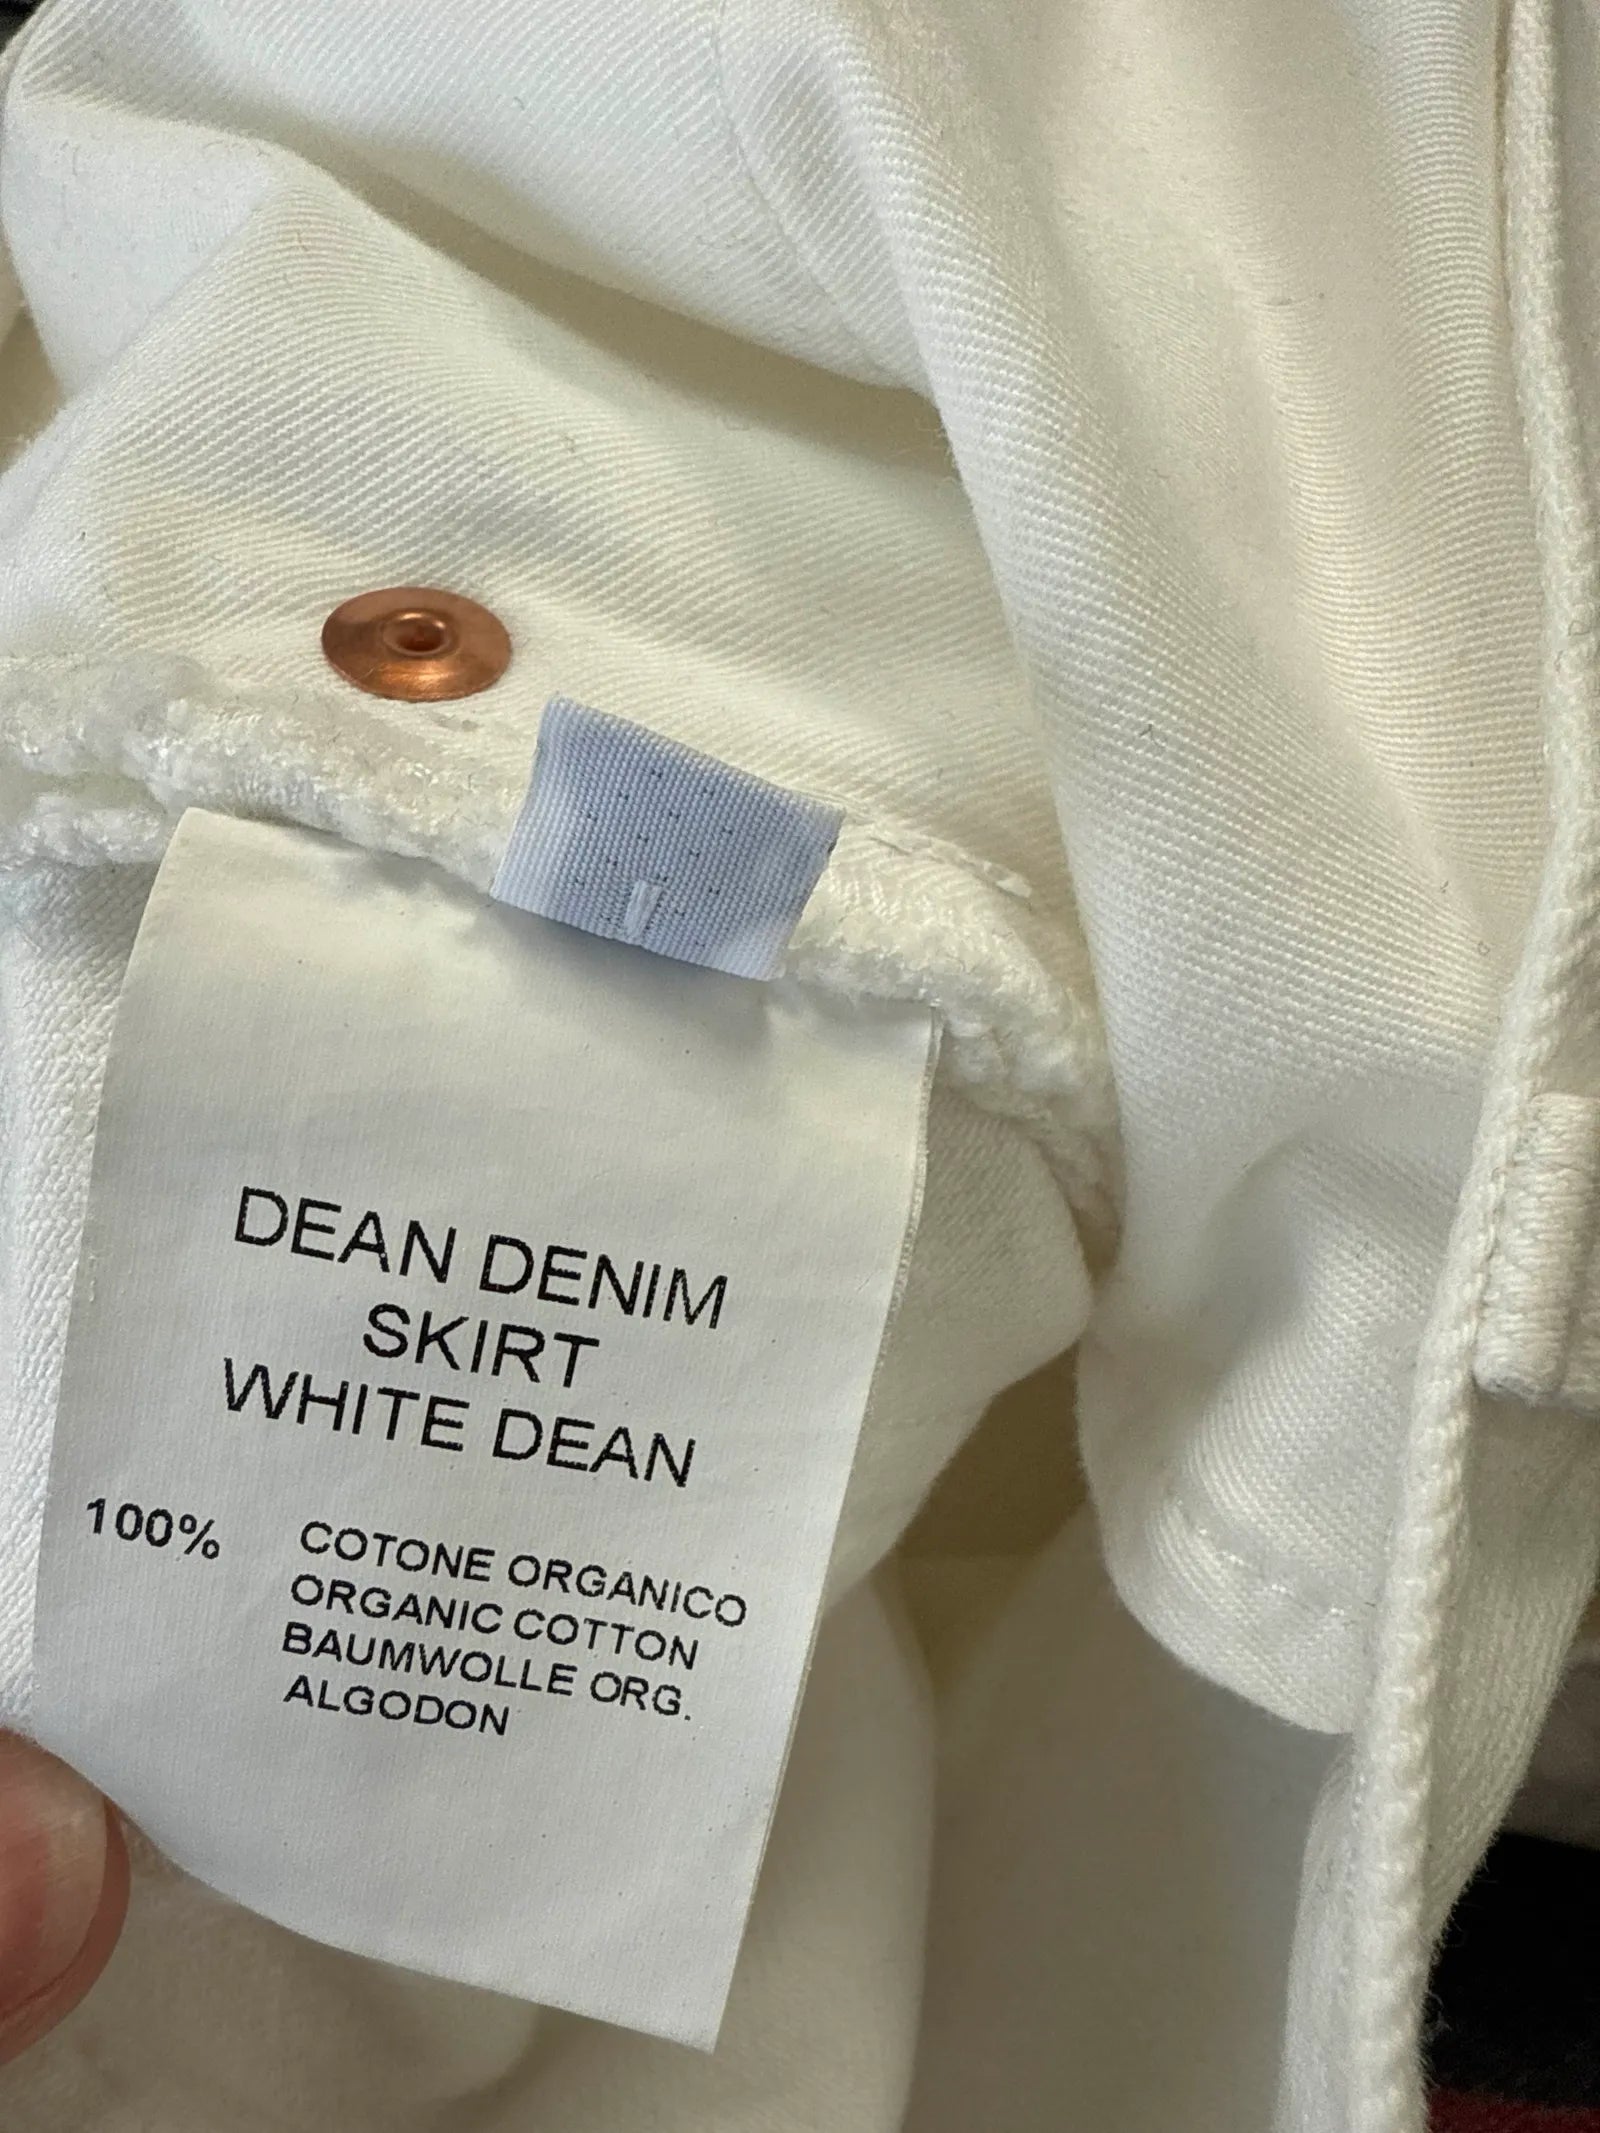 DEAN DENIM
SKIRT
WHITE DEAN
100% COTONE ORGANICO
ORGANIC COTTON
BAUMWOLLE ORG.
ALGODON